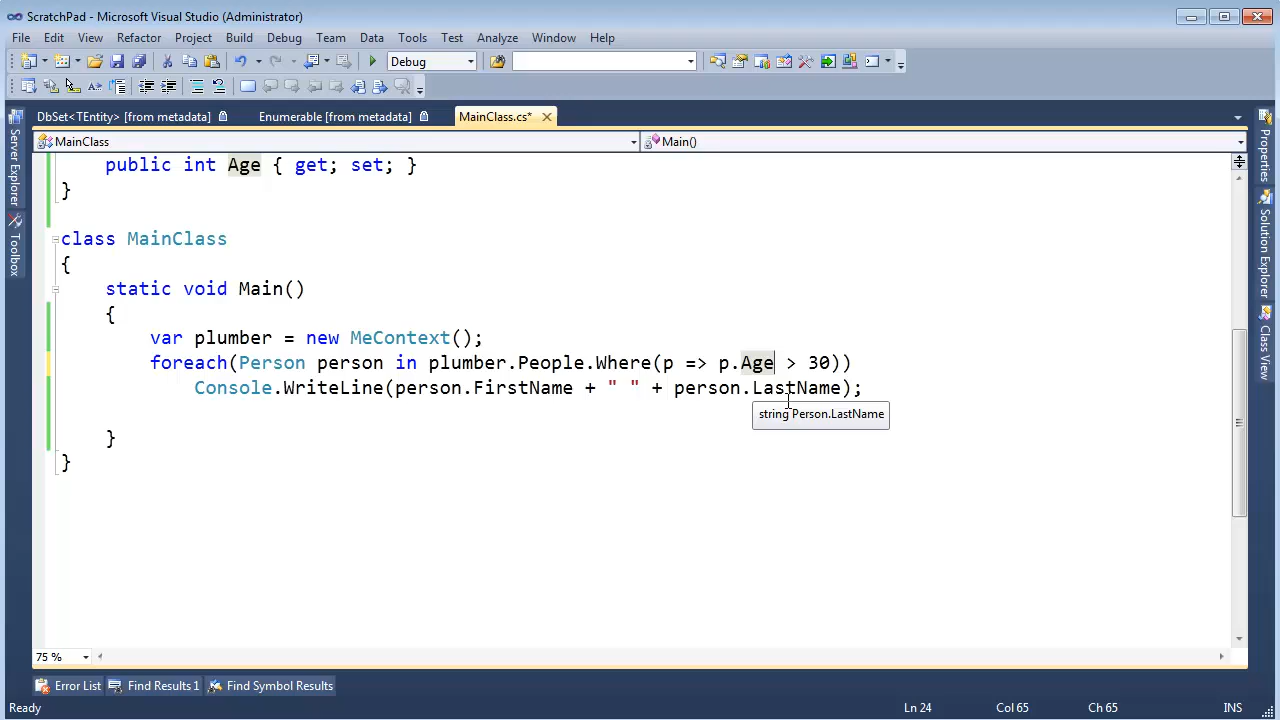 ScratchPad - Microsoft Visual Studio (Administrator)
File Edit View Refactor Project Build Debug Team Data Tools Test Analyze Window Help
Debug
DbSet<TEntity> [from metadata] Enumerable [from metadata] MainClass.cs*
MainClass Main()
public int Age { get; set; }
}
class MainClass
{
static void Main()
{
var plumber = new MeContext();
foreach(Person person in plumber.People.Where(p => p.Age > 30))
Console.WriteLine(person.FirstName + " " + person.LastName);
string Person.LastName
}
}
75 %
Error List Find Results 1 Find Symbol Results
Ready Ln 24 Col 65 Ch 65 INS
Server Explorer
Toolbox
Properties
Solution Explorer
Class View